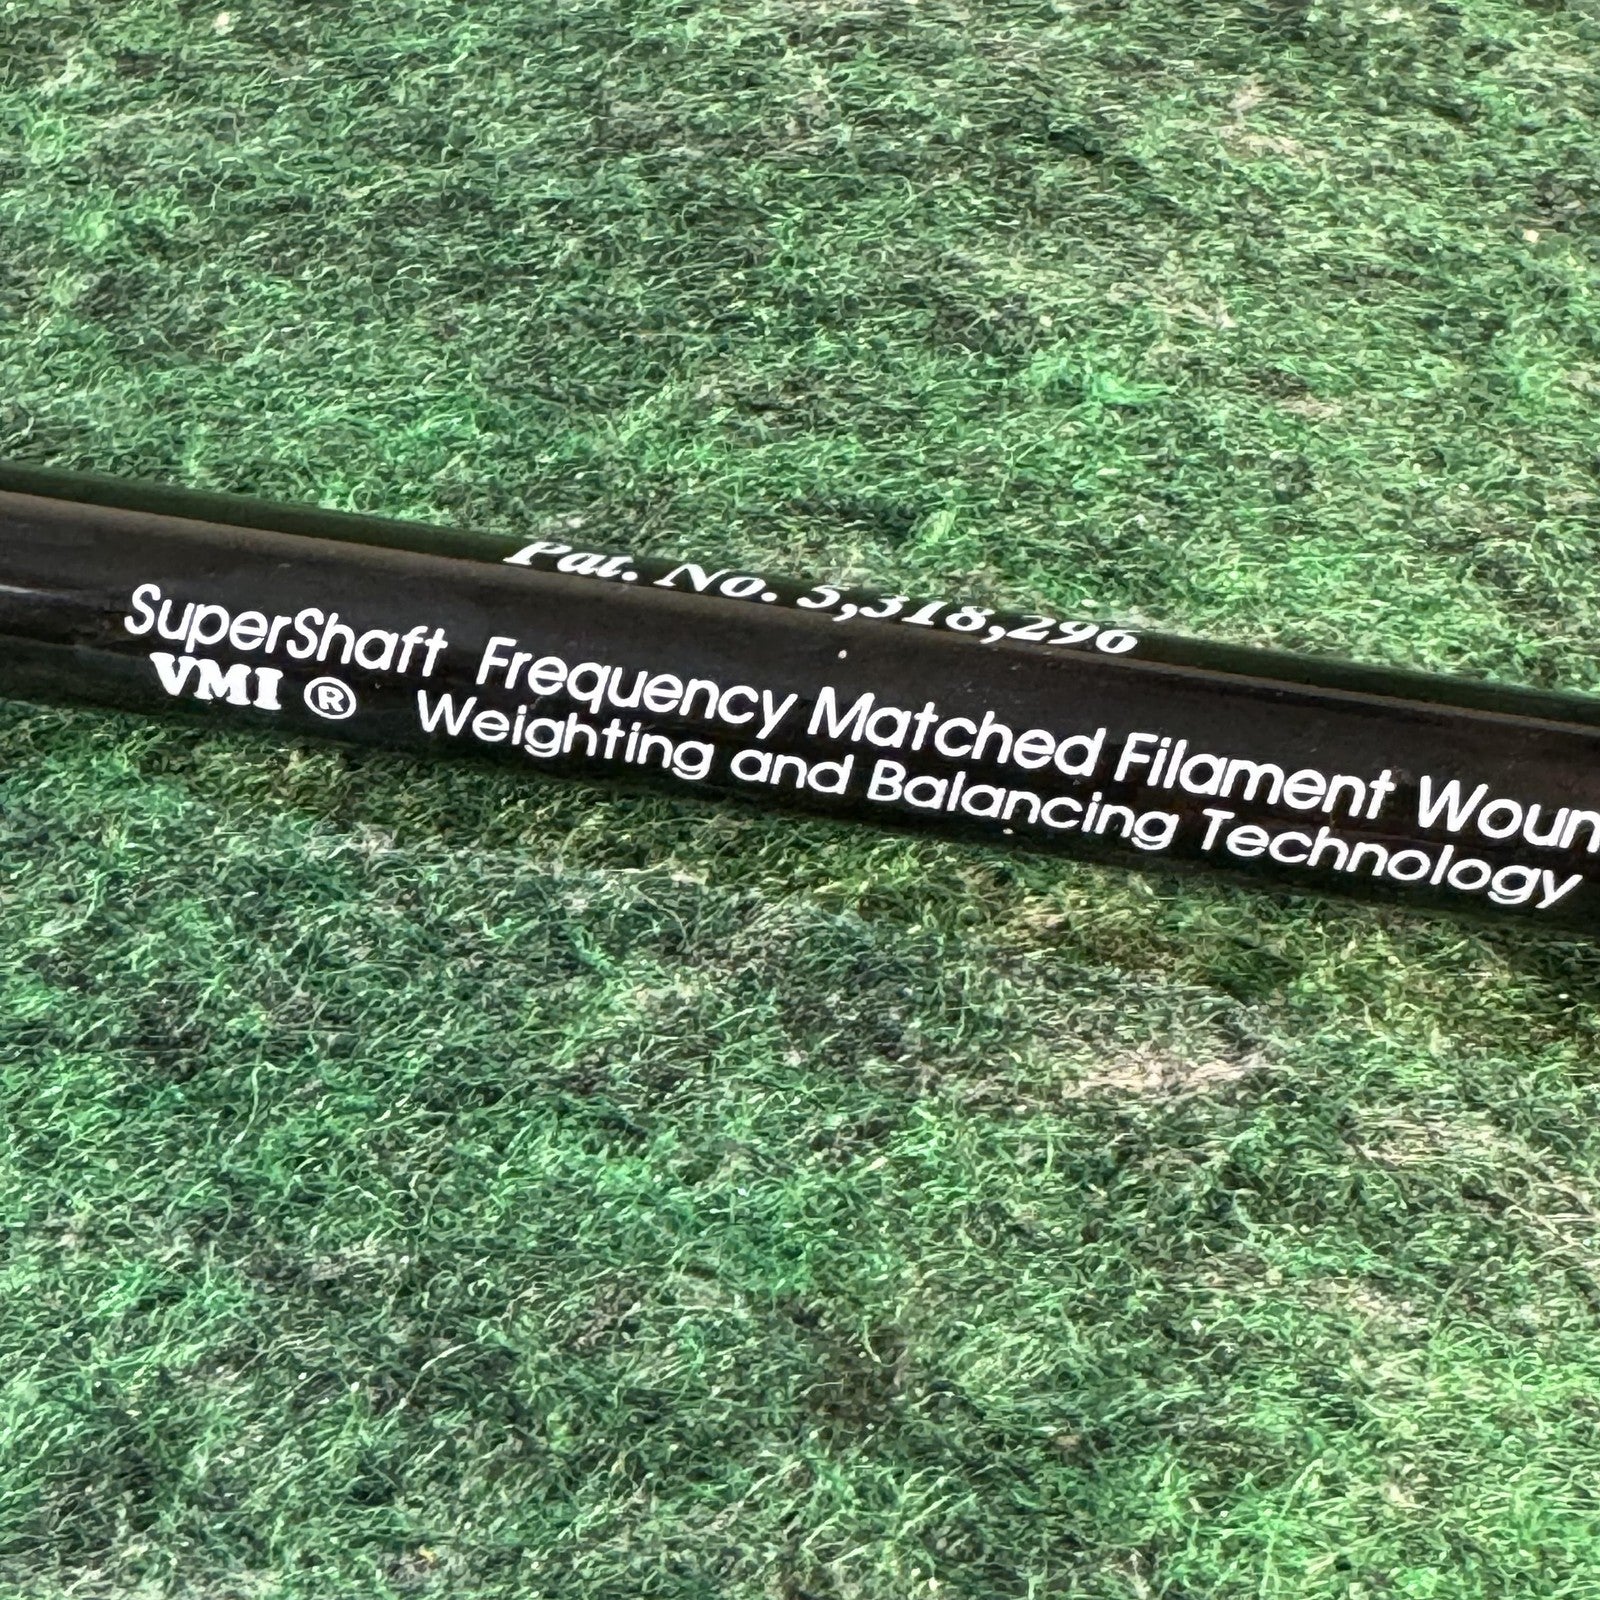 Pat. No. 5,318,296
SuperShaft Frequency Matched Filament Woun
VMI ® Weighting and Balancing Technology